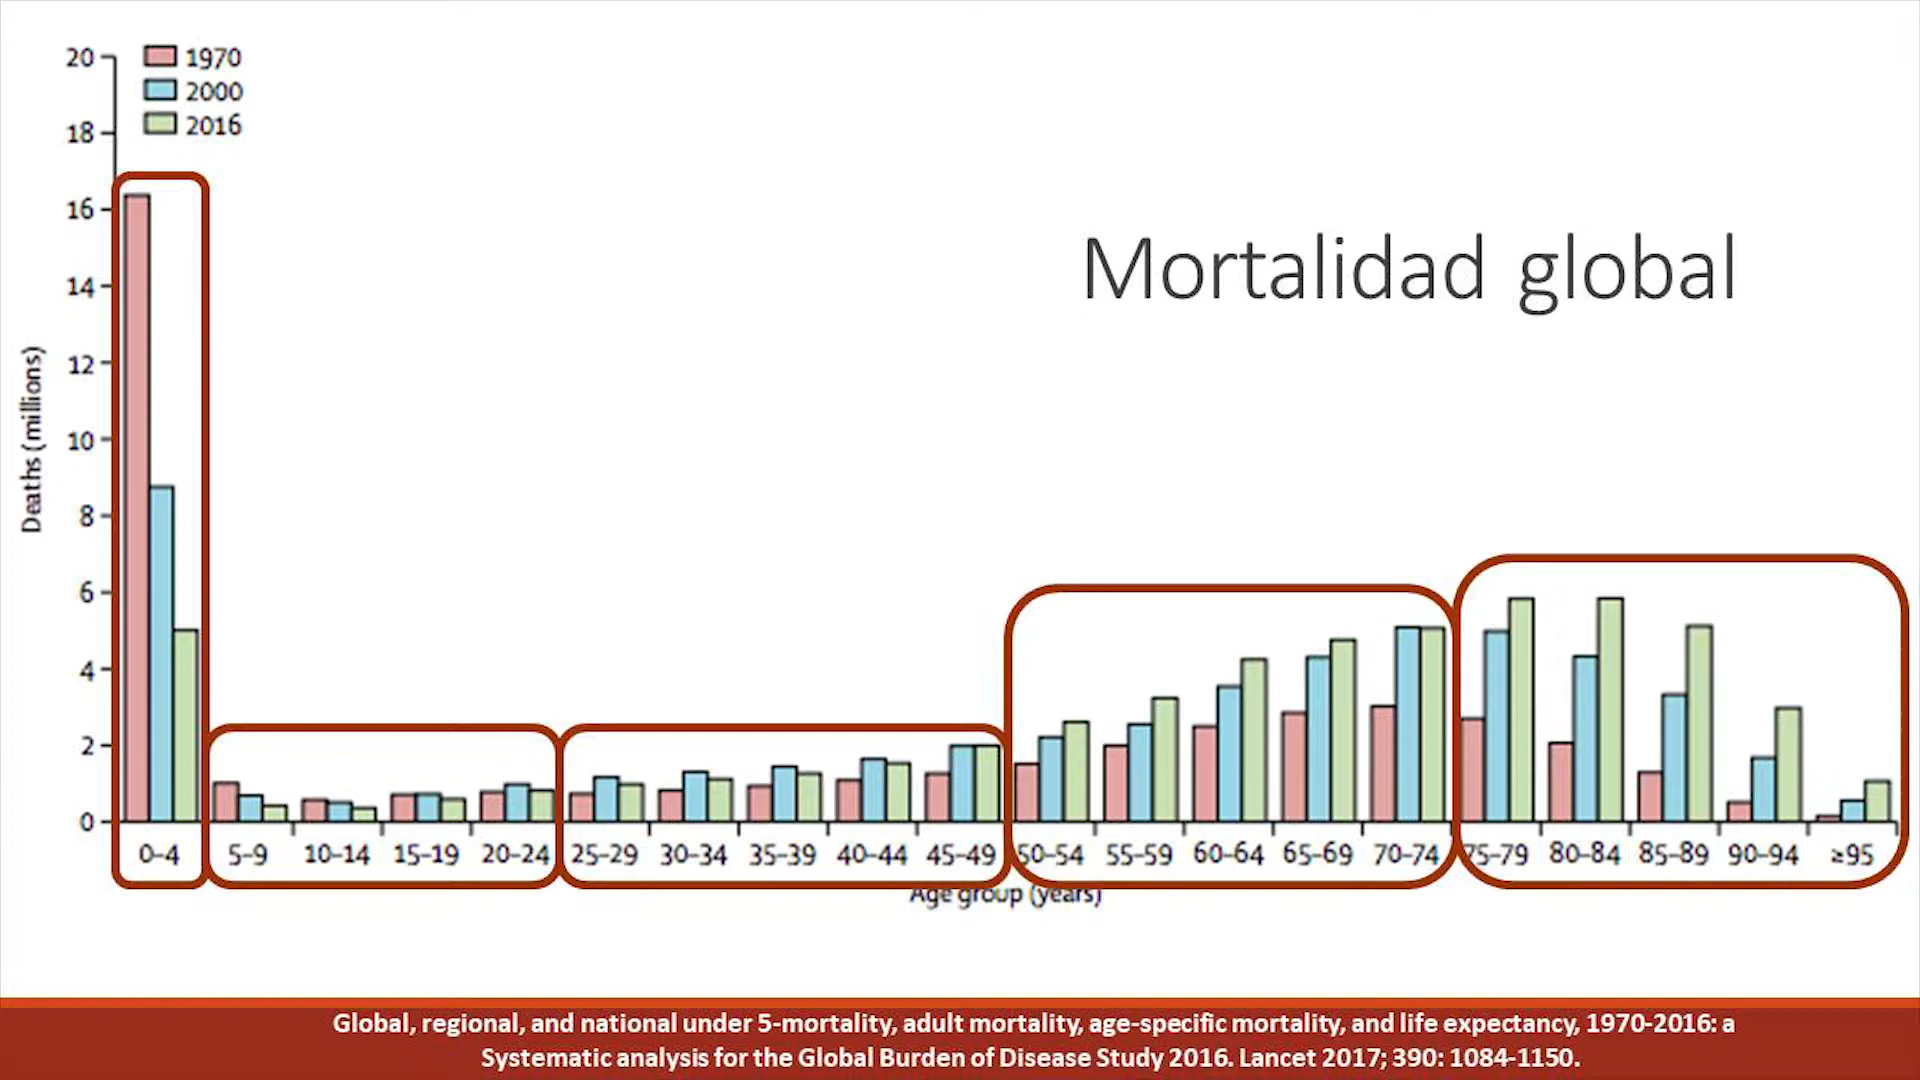 20
18
16
14
12
10
8
6
4
2
0
Deaths (millions)
1970
2000
2016
Mortalidad global
0–4 5–9 10–14 15–19 20–24 25–29 30–34 35–39 40–44 45–49 50–54 55–59 60–64 65–69 70–74 75–79 80–84 85–89 90–94 ≥95
Age group (years)
Global, regional, and national under 5-mortality, adult mortality, age-specific mortality, and life expectancy, 1970-2016: a
Systematic analysis for the Global Burden of Disease Study 2016. Lancet 2017; 390: 1084-1150.